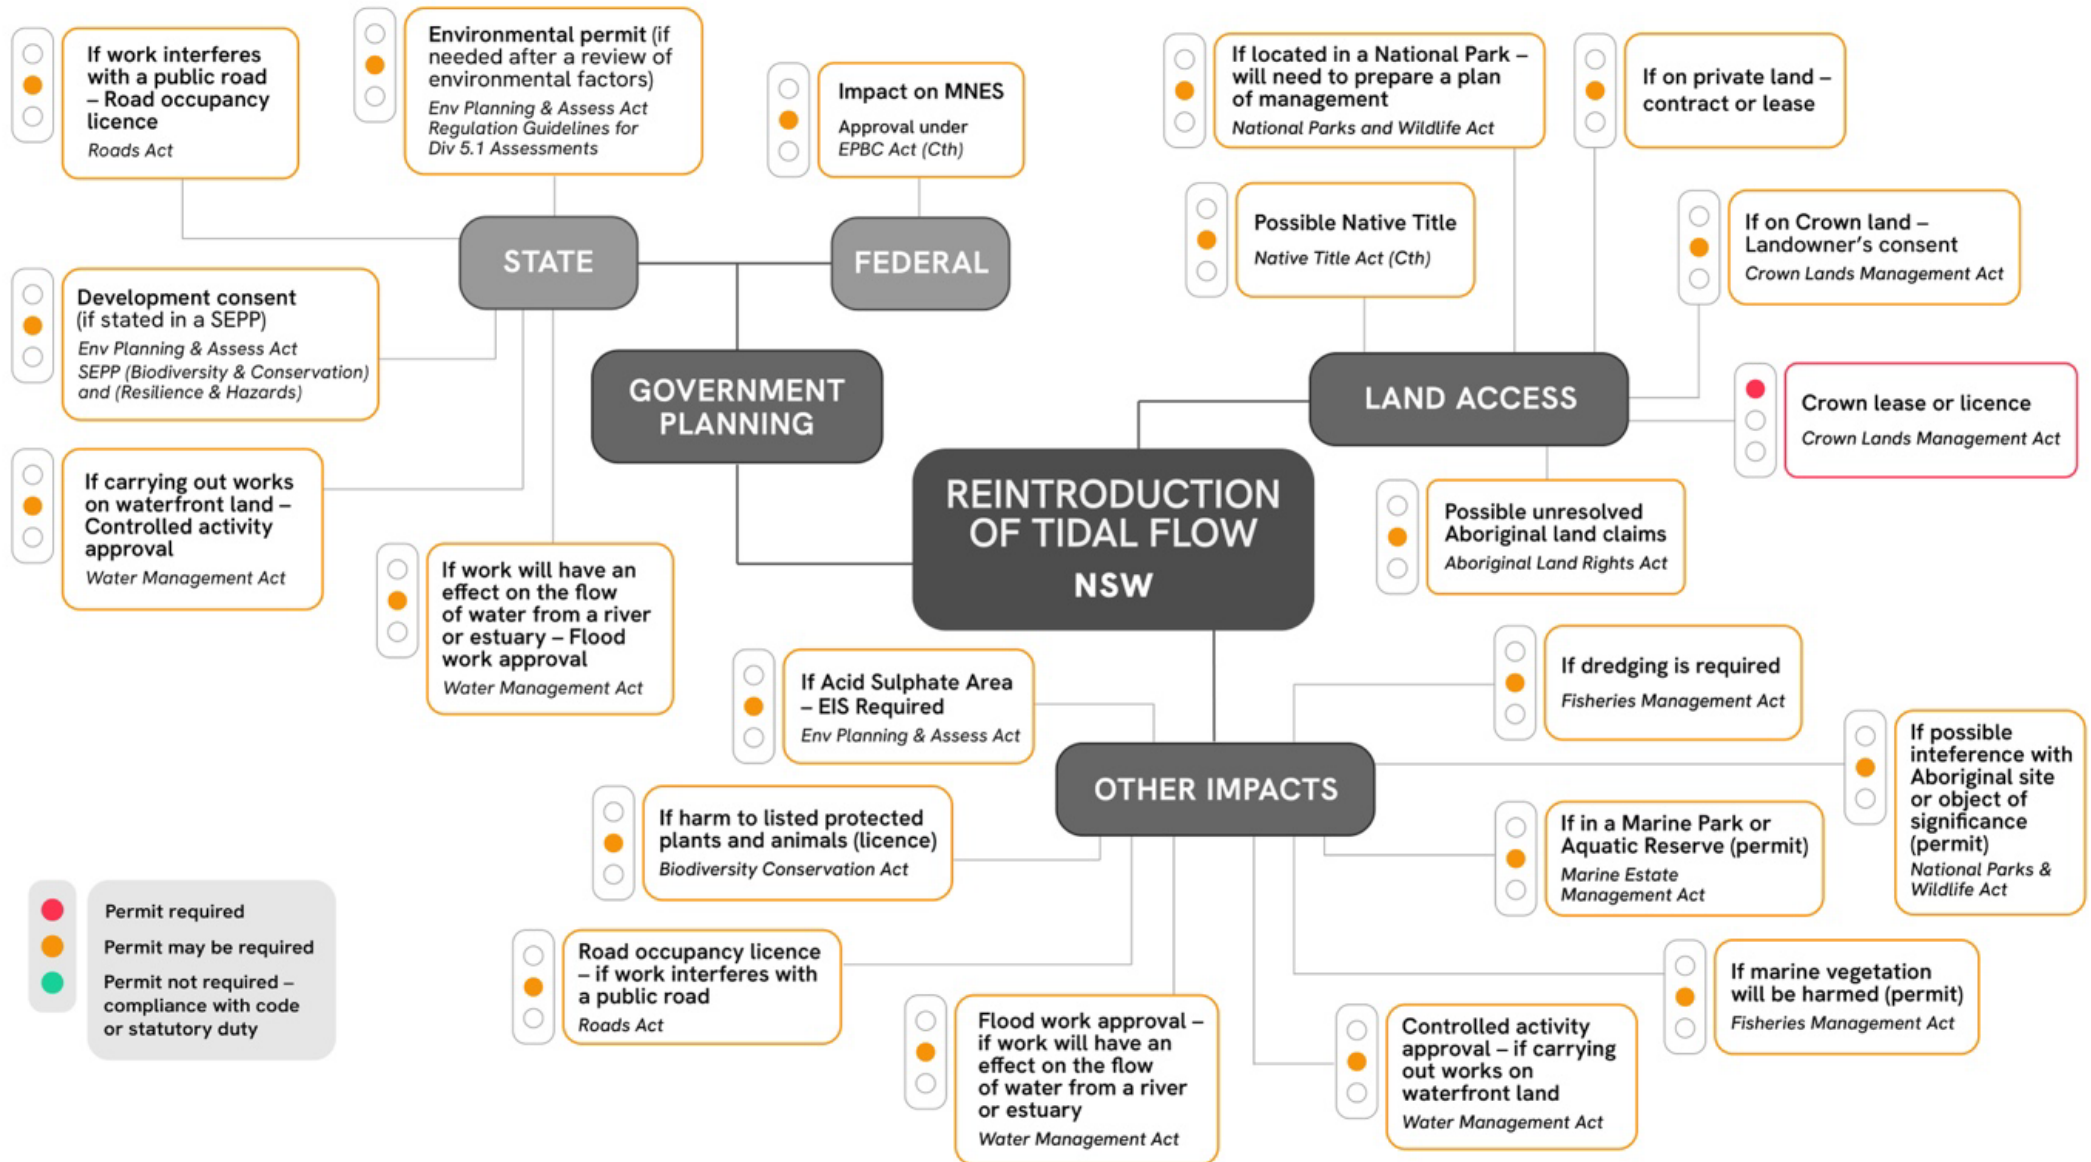 If work interferes
with a public road
– Road occupancy
licence
Roads Act
Environmental permit (if
needed after a review of
environmental factors)
Env Planning & Assess Act
Regulation Guidelines for
Div 5.1 Assessments
Impact on MNES
Approval under
EPBC Act (Cth)
STATE
FEDERAL
Development consent
(if stated in a SEPP)
Env Planning & Assess Act
SEPP (Biodiversity & Conservation)
and (Resilience & Hazards)
GOVERNMENT
PLANNING
If carrying out works
on waterfront land –
Controlled activity
approval
Water Management Act
If work will have an
effect on the flow
of water from a river
or estuary – Flood
work approval
Water Management Act
If located in a National Park –
will need to prepare a plan
of management
National Parks and Wildlife Act
If on private land –
contract or lease
Possible Native Title
Native Title Act (Cth)
If on Crown land –
Landowner's consent
Crown Lands Management Act
LAND ACCESS
Crown lease or licence
Crown Lands Management Act
Possible unresolved
Aboriginal land claims
Aboriginal Land Rights Act
REINTRODUCTION
OF TIDAL FLOW
NSW
If Acid Sulphate Area
– EIS Required
Env Planning & Assess Act
If dredging is required
Fisheries Management Act
OTHER IMPACTS
If possible
inteference with
Aboriginal site
or object of
significance
(permit)
National Parks &
Wildlife Act
If harm to listed protected
plants and animals (licence)
Biodiversity Conservation Act
If in a Marine Park or
Aquatic Reserve (permit)
Marine Estate
Management Act
Road occupancy licence
– if work interferes with
a public road
Roads Act
Flood work approval –
if work will have an
effect on the flow
of water from a river
or estuary
Water Management Act
Controlled activity
approval – if carrying
out works on
waterfront land
Water Management Act
If marine vegetation
will be harmed (permit)
Fisheries Management Act
Permit required
Permit may be required
Permit not required –
compliance with code
or statutory duty